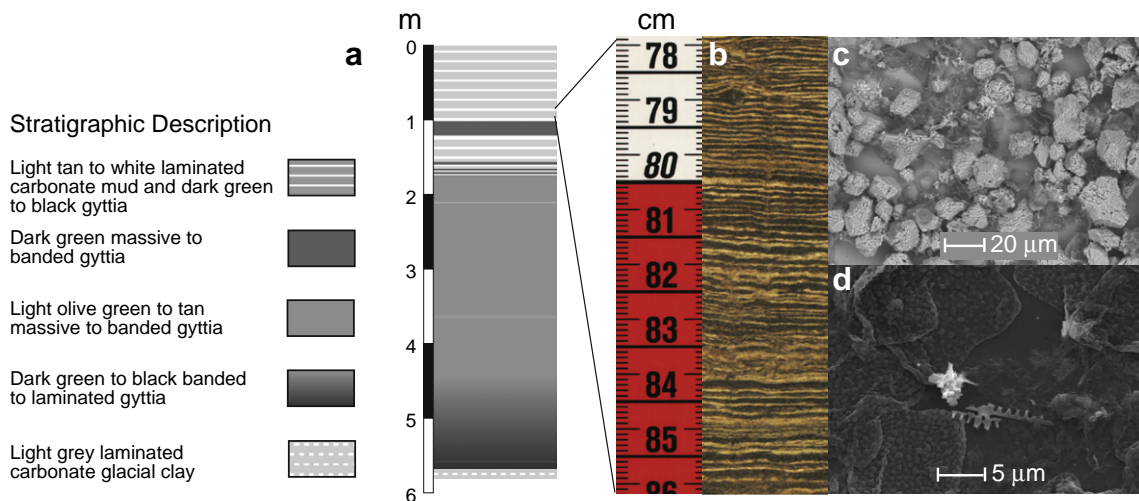 a
m
0
1
2
3
4
5
6
Stratigraphic Description
Light tan to white laminated
carbonate mud and dark green
to black gyttia
Dark green massive to
banded gyttia
Light olive green to tan
massive to banded gyttia
Dark green to black banded
to laminated gyttia
Light grey laminated
carbonate glacial clay
cm
78
79
80
81
82
83
84
85
86
b
c
20 μm
d
5 μm